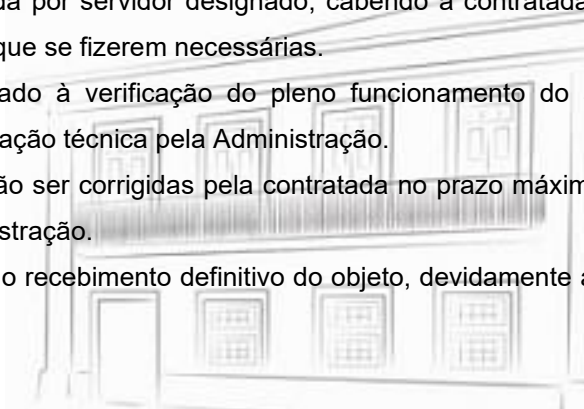 da por servidor designado, cabendo à contratada
que se fizerem necessárias.
ado à verificação do pleno funcionamento do
ação técnica pela Administração.
ão ser corrigidas pela contratada no prazo máxim
stração.
o recebimento definitivo do objeto, devidamente a